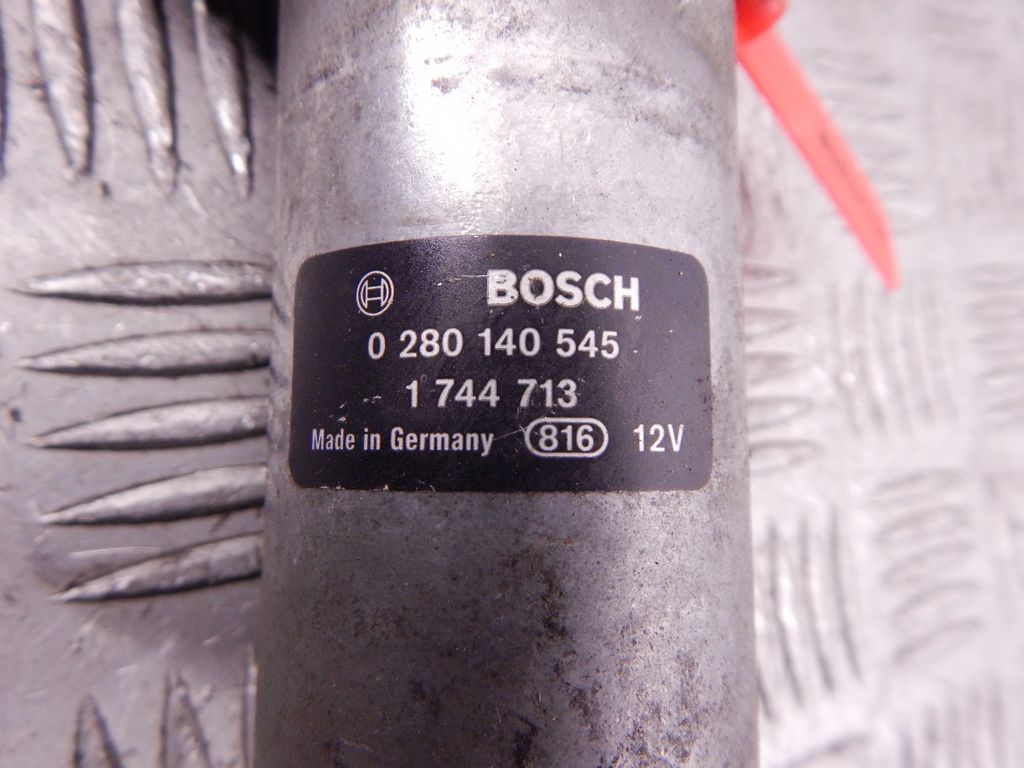 BOSCH
0 280 140 545
1 744 713
Made in Germany 816 12V